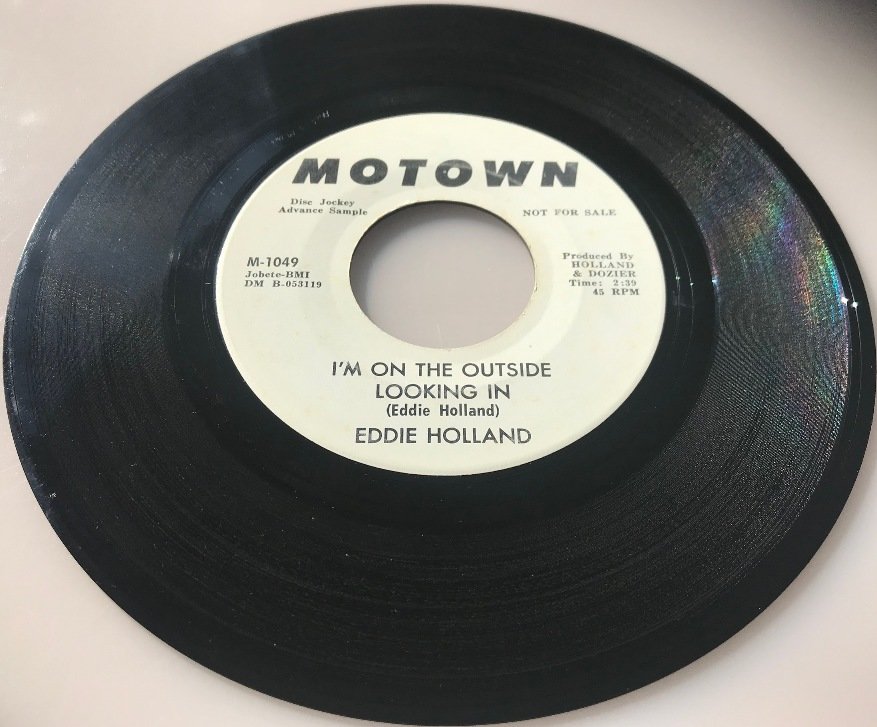 MOTOWN
Disc Jockey
Advance Sample
NOT FOR SALE
M-1049
Jobete-BMI
DM B-053119
Produced By
HOLLAND
& DOZIER
Time: 2:39
45 RPM
I'M ON THE OUTSIDE
LOOKING IN
(Eddie Holland)
EDDIE HOLLAND